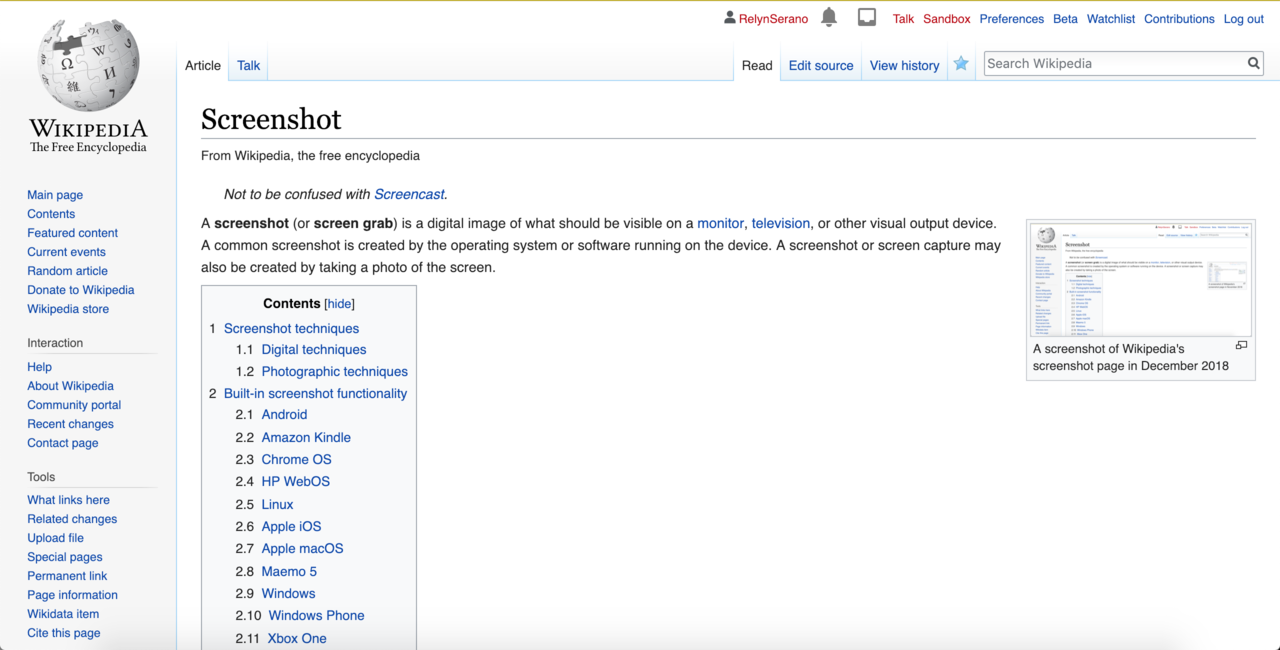 RelynSerano Talk Sandbox Preferences Beta Watchlist Contributions Log out
Article Talk Read Edit source View history Search Wikipedia
Ω W И 維
WIKIPEDIA
The Free Encyclopedia
Main page
Contents
Featured content
Current events
Random article
Donate to Wikipedia
Wikipedia store
Interaction
Help
About Wikipedia
Community portal
Recent changes
Contact page
Tools
What links here
Related changes
Upload file
Special pages
Permanent link
Page information
Wikidata item
Cite this page
Screenshot
From Wikipedia, the free encyclopedia
Not to be confused with Screencast.
A screenshot (or screen grab) is a digital image of what should be visible on a monitor, television, or other visual output device.
A common screenshot is created by the operating system or software running on the device. A screenshot or screen capture may
also be created by taking a photo of the screen.
Contents [hide]
1 Screenshot techniques
1.1 Digital techniques
1.2 Photographic techniques
2 Built-in screenshot functionality
2.1 Android
2.2 Amazon Kindle
2.3 Chrome OS
2.4 HP WebOS
2.5 Linux
2.6 Apple iOS
2.7 Apple macOS
2.8 Maemo 5
2.9 Windows
2.10 Windows Phone
2.11 Xbox One
Screenshot
A screenshot of Wikipedia's
screenshot page in December 2018